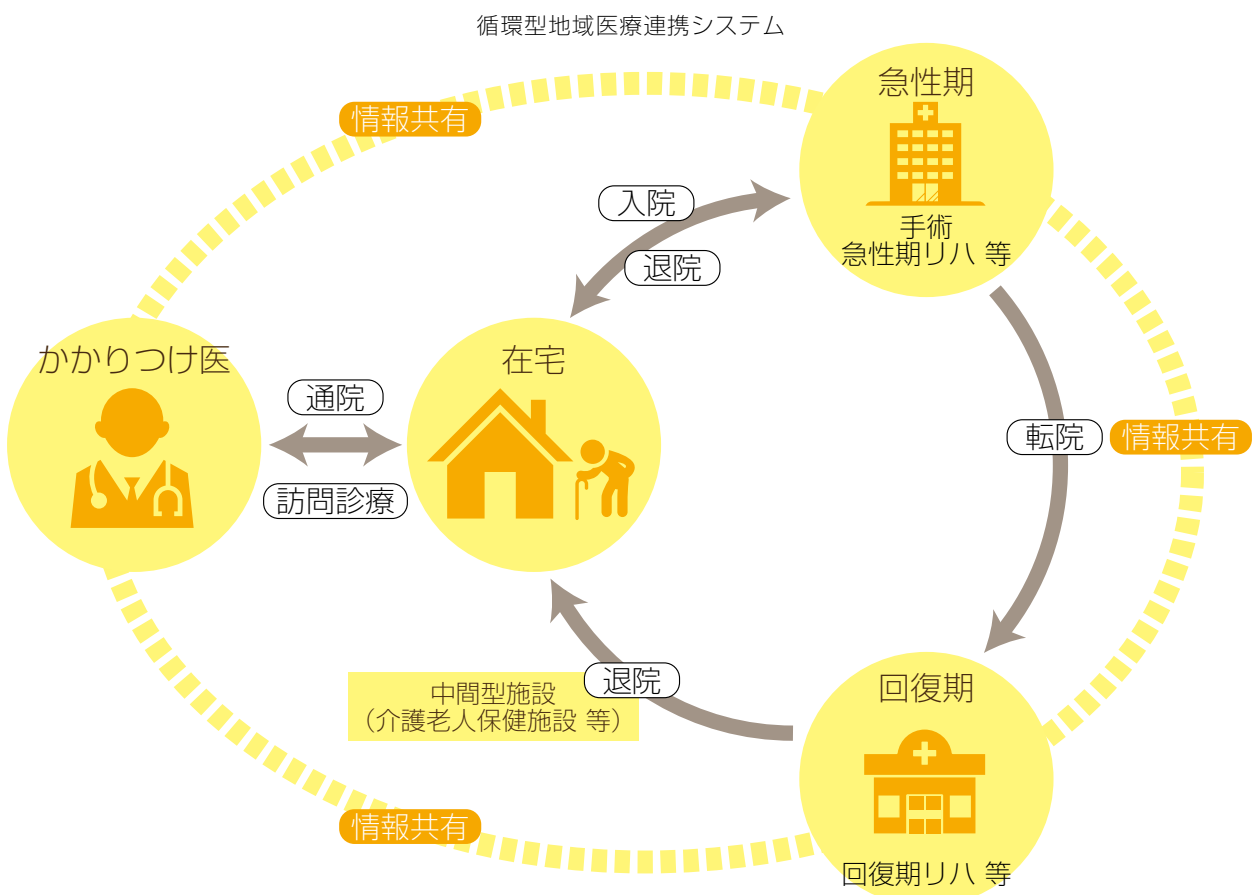 循環型地域医療連携システム
急性期
情報共有
入院
手術
急性期リハ 等
退院
かかりつけ医
在宅
通院
転院
情報共有
訪問診療
退院
中間型施設
（介護老人保健施設 等）
回復期
情報共有
回復期リハ 等